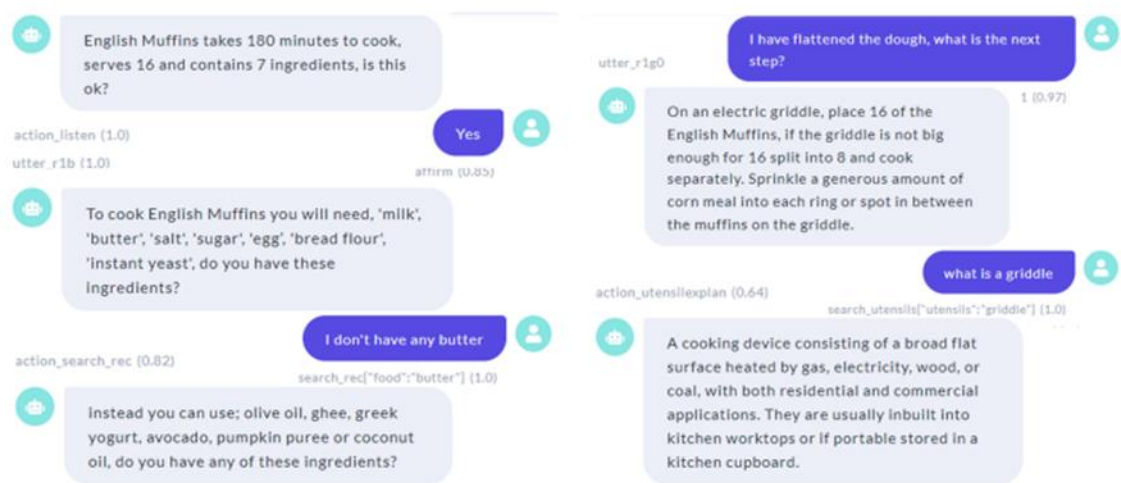 English Muffins takes 180 minutes to cook,
serves 16 and contains 7 ingredients, is this
ok?
action_listen (1.0)
Yes
utter_r1b (1.0)
affirm (0.85)
To cook English Muffins you will need, 'milk',
'butter', 'salt', 'sugar', 'egg', 'bread flour',
'instant yeast', do you have these
ingredients?
I don't have any butter
action_search_rec (0.82)
search_rec["food":"butter"] (1.0)
Instead you can use; olive oil, ghee, greek
yogurt, avocado, pumpkin puree or coconut
oil, do you have any of these ingredients?
I have flattened the dough, what is the next
step?
utter_r1g0
1 (0.97)
On an electric griddle, place 16 of the
English Muffins, if the griddle is not big
enough for 16 split into 8 and cook
separately. Sprinkle a generous amount of
corn meal into each ring or spot in between
the muffins on the griddle.
what is a griddle
action_utensilexplan (0.64)
search_utensils["utensils":"griddle"] (1.0)
A cooking device consisting of a broad flat
surface heated by gas, electricity, wood, or
coal, with both residential and commercial
applications. They are usually inbuilt into
kitchen worktops or if portable stored in a
kitchen cupboard.